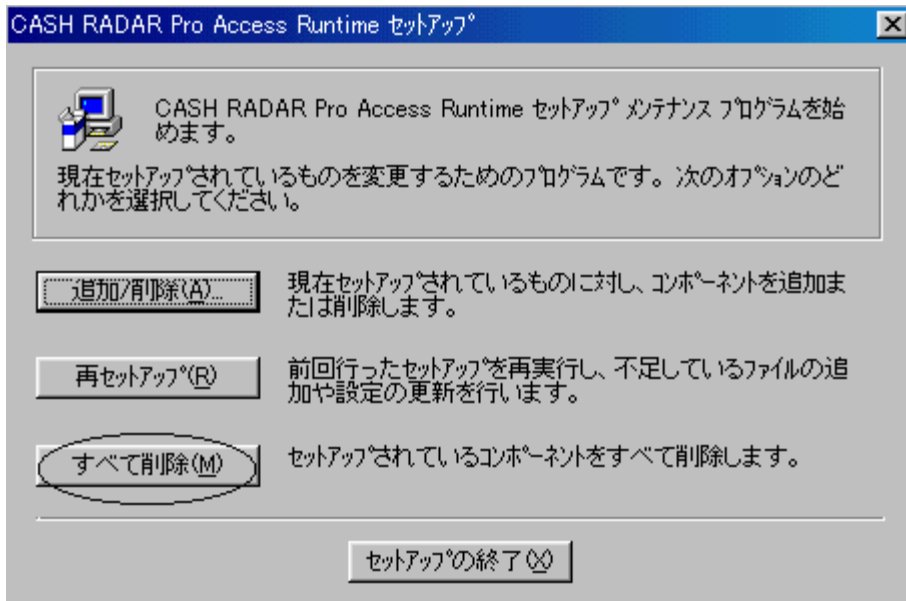 CASH RADAR Pro Access Runtime ｾｯﾄｱｯﾌﾟ
CASH RADAR Pro Access Runtime ｾｯﾄｱｯﾌﾟ ﾒﾝﾃﾅﾝｽ ﾌﾟﾛｸﾞﾗﾑを始
めます。
現在ｾｯﾄｱｯﾌﾟされているものを変更するためのﾌﾟﾛｸﾞﾗﾑです。次のｵﾌﾟｼｮﾝのど
れかを選択してください。
追加/削除(A)...
現在ｾｯﾄｱｯﾌﾟされているものに対し、ｺﾝﾎﾟｰﾈﾝﾄを追加ま
たは削除します。
再ｾｯﾄｱｯﾌﾟ(R)
前回行ったｾｯﾄｱｯﾌﾟを再実行し、不足しているﾌｧｲﾙの追
加や設定の更新を行います。
すべて削除(M)
ｾｯﾄｱｯﾌﾟされているｺﾝﾎﾟｰﾈﾝﾄをすべて削除します。
ｾｯﾄｱｯﾌﾟの終了(X)